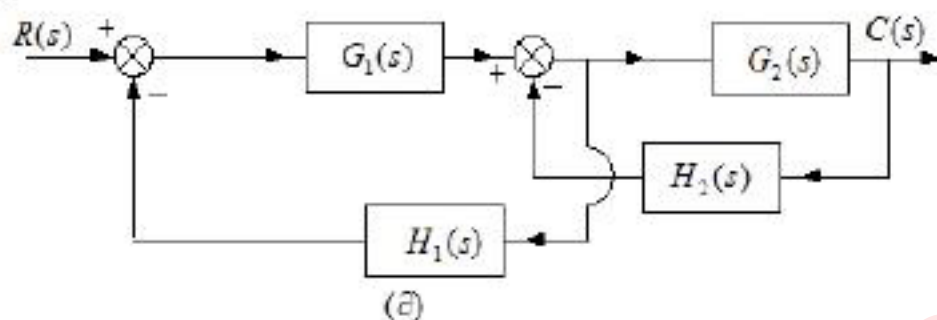 R(s)
+
−
G₁(s)
+
−
G₂(s)
C(s)
H₂(s)
H₁(s)
(∂)